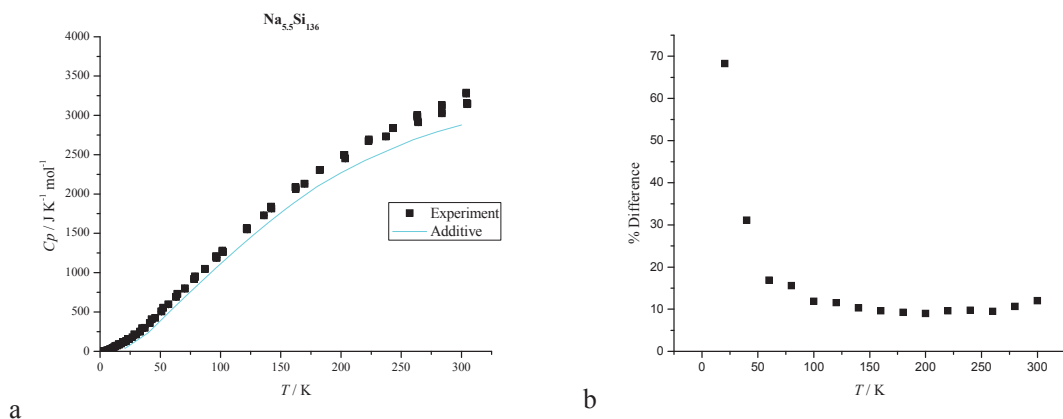 Na5.5Si136
4000
3500
3000
2500
2000
1500
1000
500
0
Cp / J K-1 mol-1
Experiment
Additive
0 50 100 150 200 250 300
T / K
a
70
60
50
40
30
20
10
0
% Difference
0 50 100 150 200 250 300
T / K
b